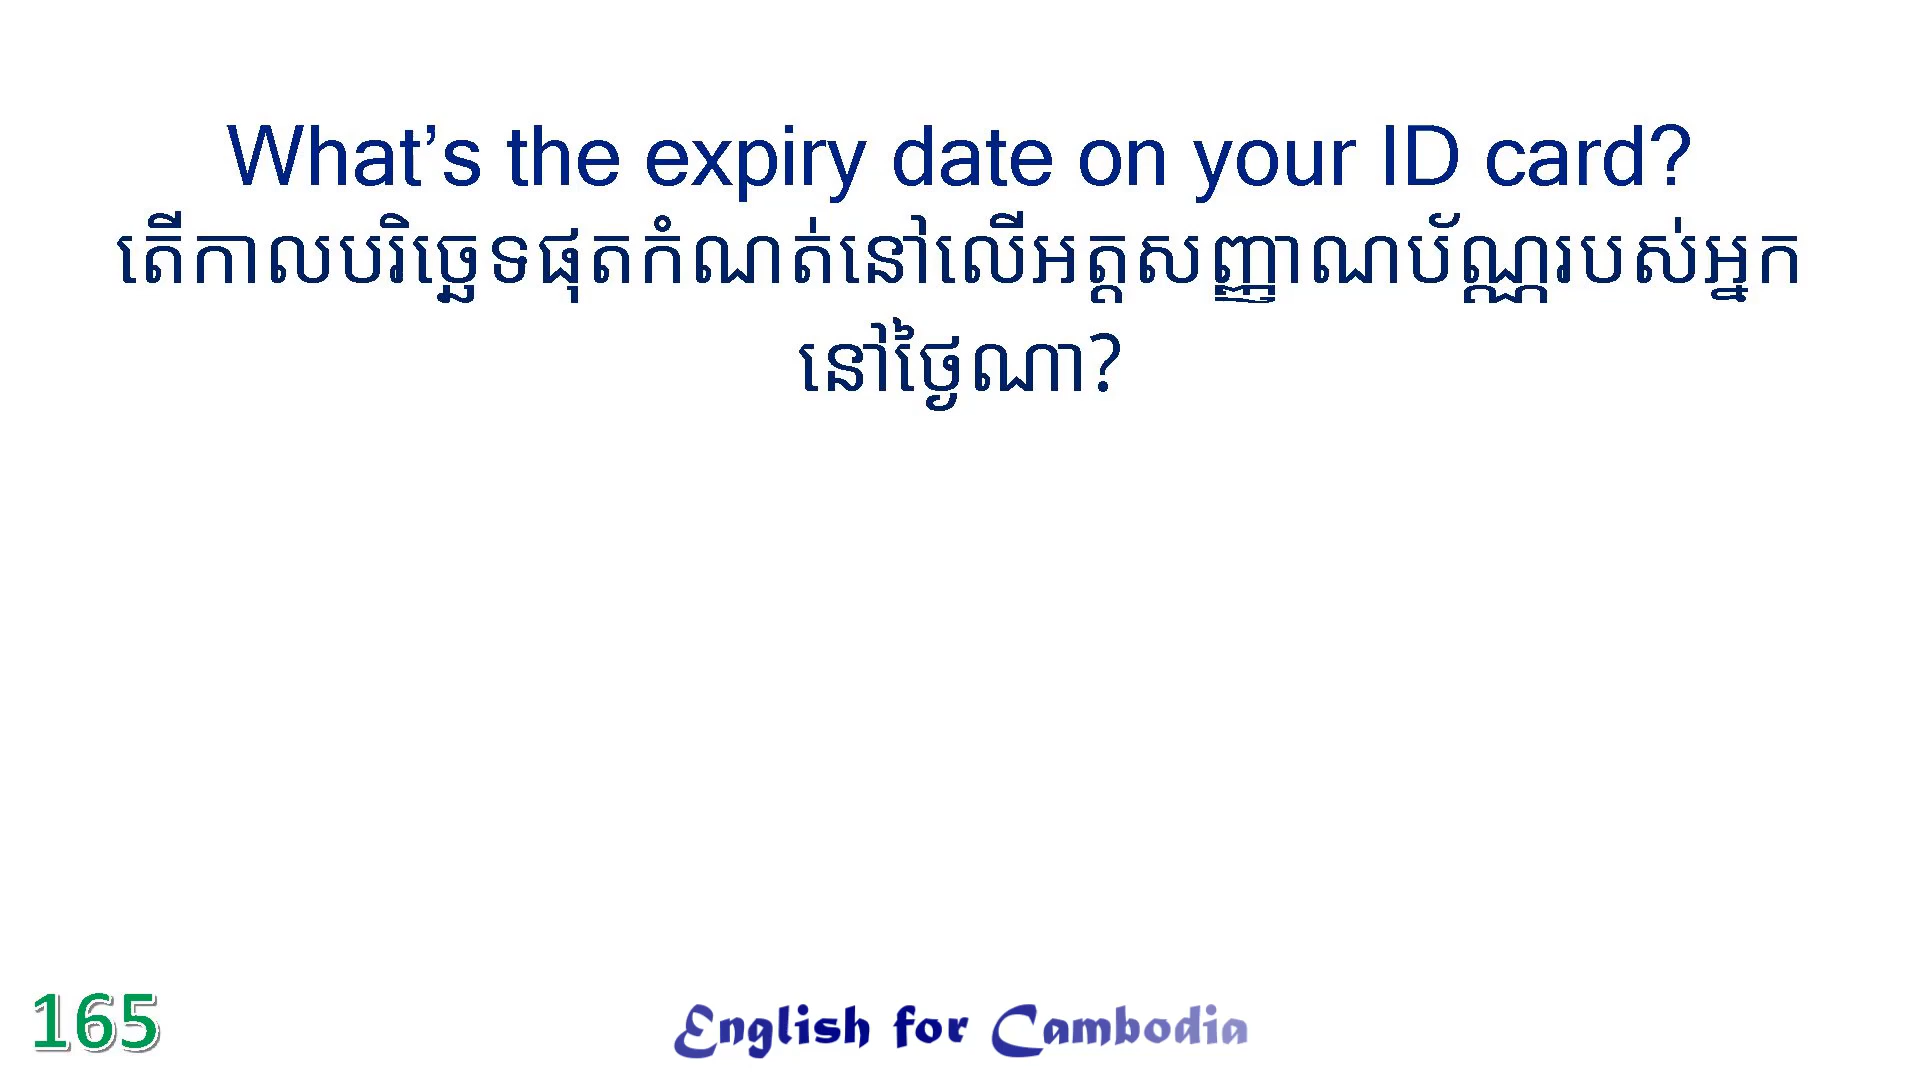 What’s the expiry date on your ID card?
តើកាលបរិច្ឆេទផុតកំណត់នៅលើអត្តសញ្ញាណប័ណ្ណរបស់អ្នក
នៅថ្ងៃណា?
165
English for Cambodia